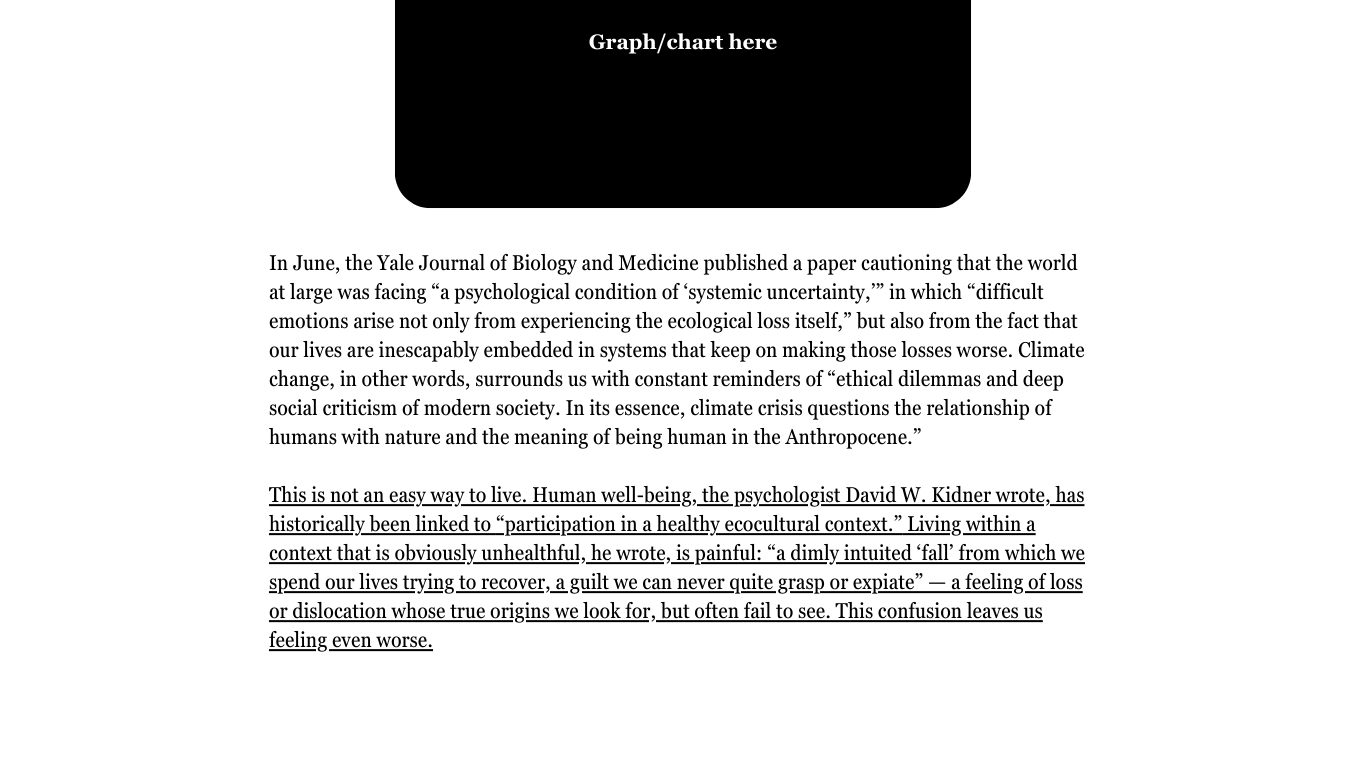 Graph/chart here
In June, the Yale Journal of Biology and Medicine published a paper cautioning that the world
at large was facing “a psychological condition of ‘systemic uncertainty,’” in which “difficult
emotions arise not only from experiencing the ecological loss itself,” but also from the fact that
our lives are inescapably embedded in systems that keep on making those losses worse. Climate
change, in other words, surrounds us with constant reminders of “ethical dilemmas and deep
social criticism of modern society. In its essence, climate crisis questions the relationship of
humans with nature and the meaning of being human in the Anthropocene.”
This is not an easy way to live. Human well-being, the psychologist David W. Kidner wrote, has
historically been linked to “participation in a healthy ecocultural context.” Living within a
context that is obviously unhealthful, he wrote, is painful: “a dimly intuited ‘fall’ from which we
spend our lives trying to recover, a guilt we can never quite grasp or expiate” — a feeling of loss
or dislocation whose true origins we look for, but often fail to see. This confusion leaves us
feeling even worse.